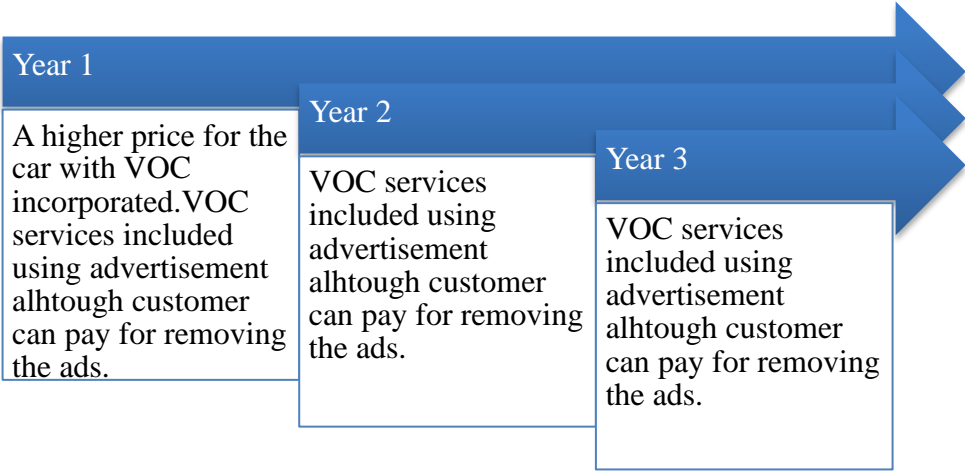 Year 1
A higher price for the
car with VOC
incorporated.VOC
services included
using advertisement
alhtough customer
can pay for removing
the ads.
Year 2
VOC services
included using
advertisement
alhtough customer
can pay for removing
the ads.
Year 3
VOC services
included using
advertisement
alhtough customer
can pay for removing
the ads.